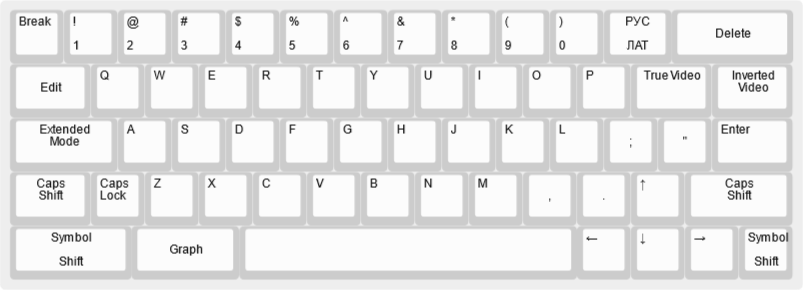 Break ! @ # $ % ^ & * ( ) РУС Delete
1 2 3 4 5 6 7 8 9 0 ЛАТ
Edit Q W E R T Y U I O P True Video Inverted
Video
Extended A S D F G H J K L ; " Enter
Mode
Caps Caps Z X C V B N M , . ↑ Caps
Shift Lock Shift
Symbol Graph ← ↓ → Symbol
Shift Shift